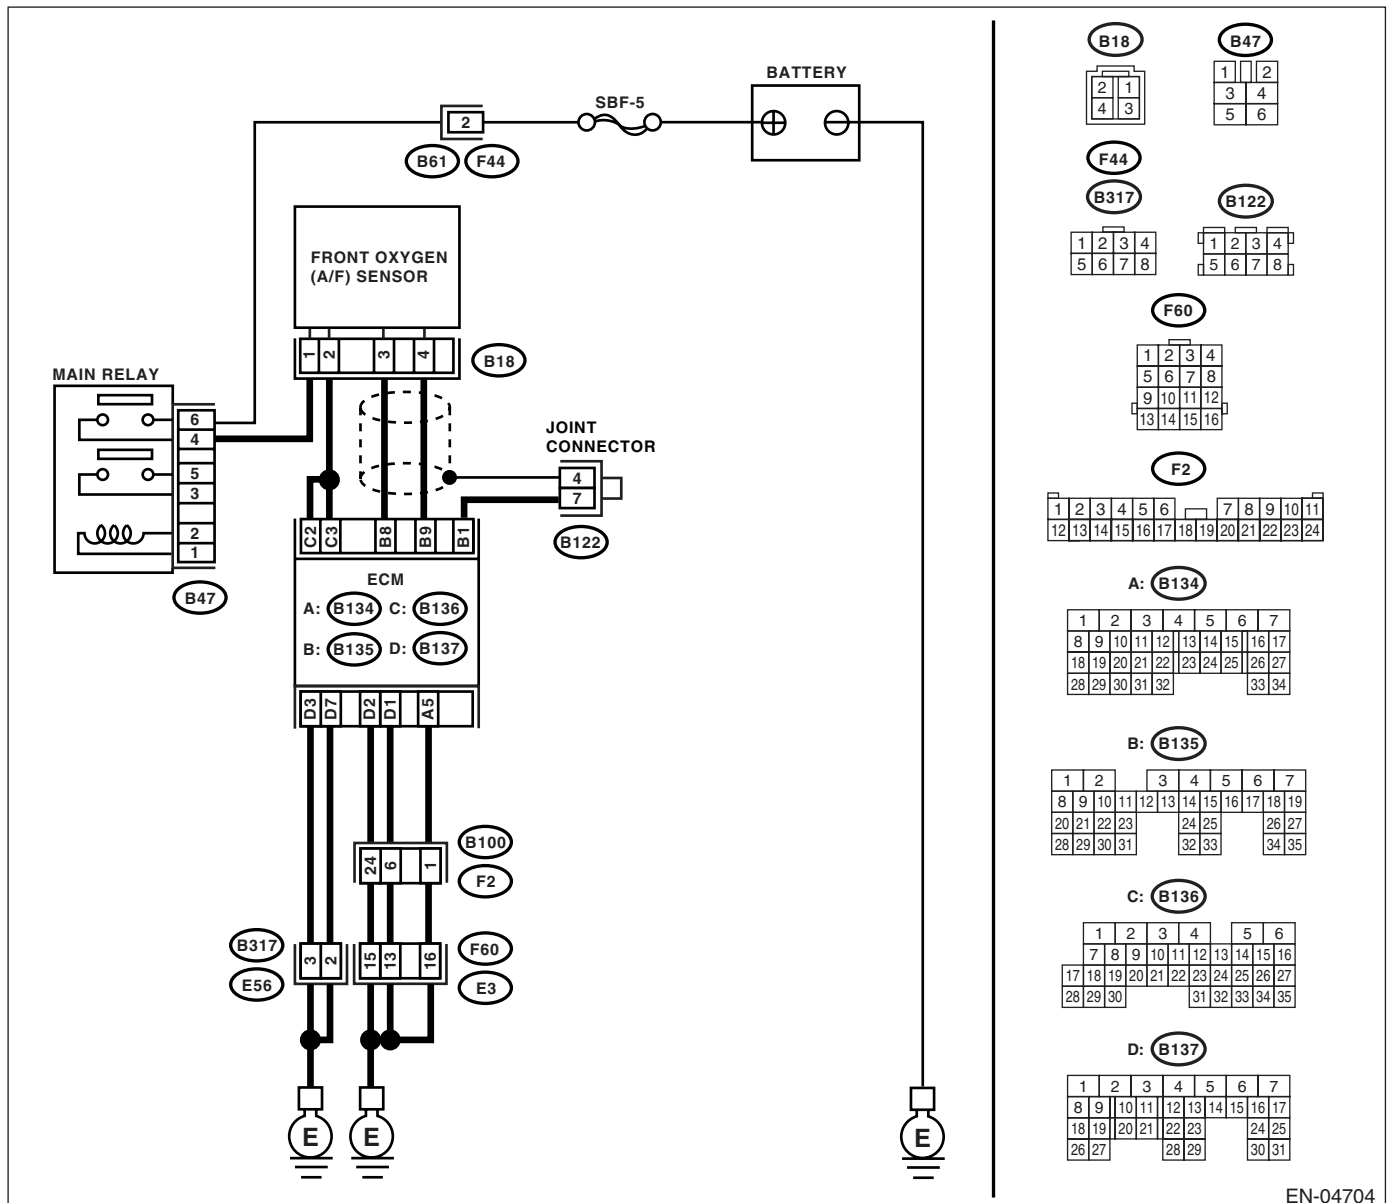 BATTERY
SBF-5
2
B61 F44
FRONT OXYGEN
(A/F) SENSOR
1 2 3 4
B18
MAIN RELAY
6
4
5
3
2
1
B47
JOINT
CONNECTOR
4
7
B122
C2 C3 B8 B9 B1
ECM
A: B134 C: B136
B: B135 D: B137
D3 D7 D2 D1 A5
24 6 1
B100
F2
B317
E56
3 2
15 13 16
F60
E3
E E E
B18
2 1
4 3
B47
1 2
3 4
5 6
F44
B317
1 2 3 4
5 6 7 8
B122
1 2 3 4
5 6 7 8
F60
1 2 3 4
5 6 7 8
9 10 11 12
13 14 15 16
F2
1 2 3 4 5 6 7 8 9 10 11
12 13 14 15 16 17 18 19 20 21 22 23 24
A: B134
1 2 3 4 5 6 7
8 9 10 11 12 13 14 15 16 17
18 19 20 21 22 23 24 25 26 27
28 29 30 31 32 33 34
B: B135
1 2 3 4 5 6 7
8 9 10 11 12 13 14 15 16 17 18 19
20 21 22 23 24 25 26 27
28 29 30 31 32 33 34 35
C: B136
1 2 3 4 5 6
7 8 9 10 11 12 13 14 15 16
17 18 19 20 21 22 23 24 25 26 27
28 29 30 31 32 33 34 35
D: B137
1 2 3 4 5 6 7
8 9 10 11 12 13 14 15 16 17
18 19 20 21 22 23 24 25
26 27 28 29 30 31
EN-04704